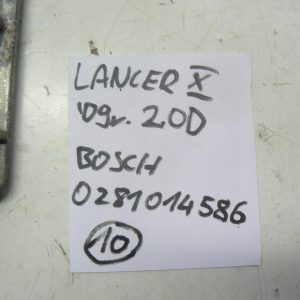 LANCER X
'09r. 2.0D
BOSCH
0281014586
10